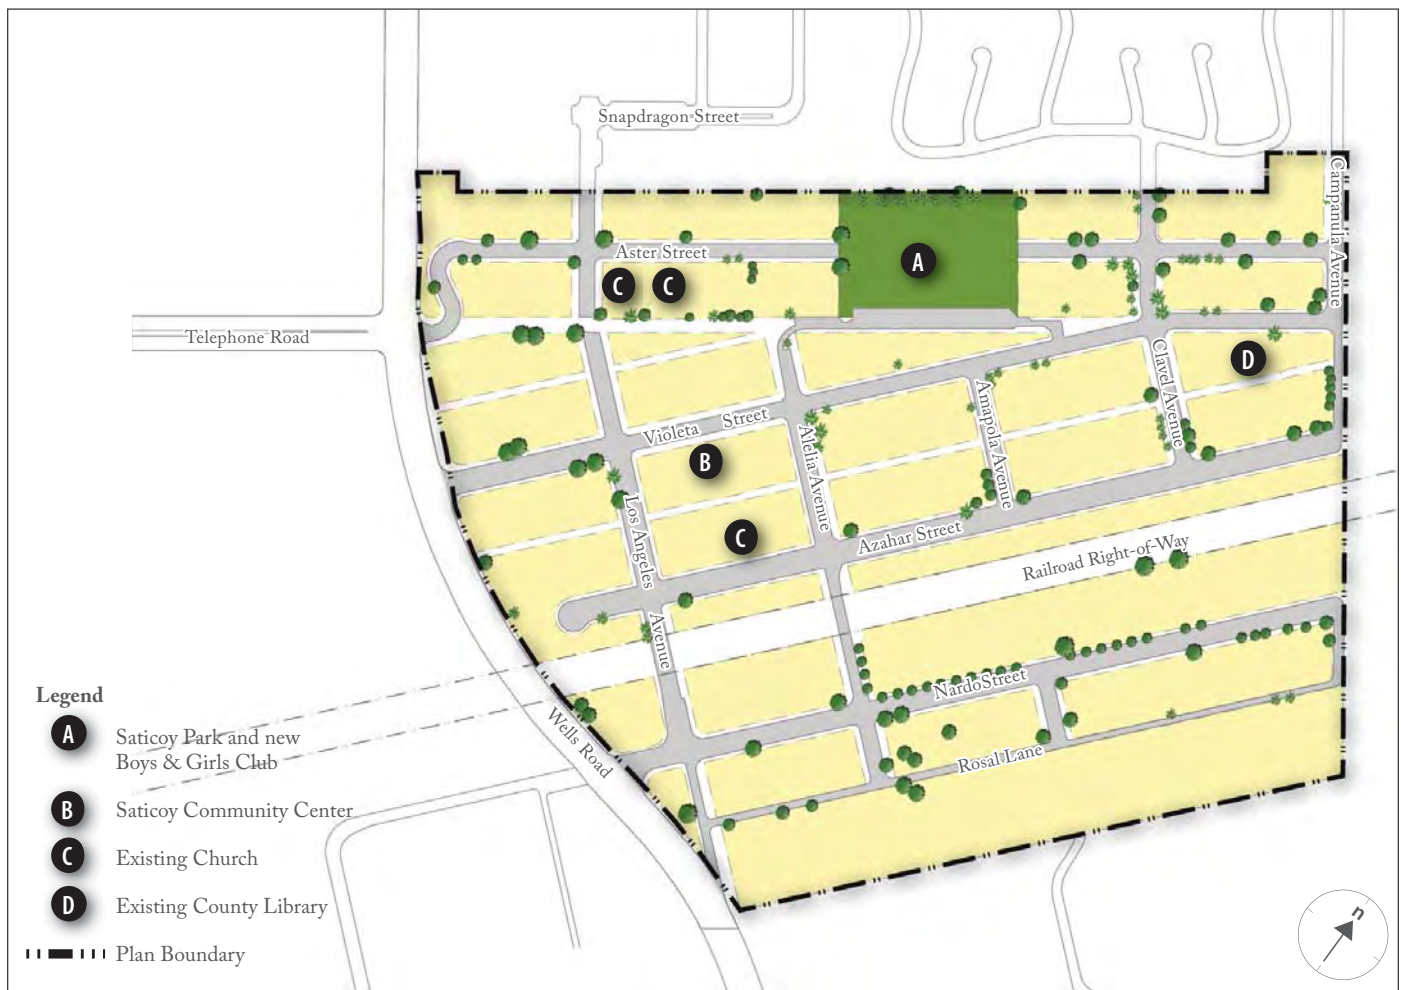 Snapdragon Street
Campanula Avenue
Aster Street
A
C
C
Telephone Road
Clavel Avenue
D
Violeta Street
Amapola Avenue
B
Alelia Avenue
Los Angeles Avenue
C
Azahar Street
Railroad Right-of-Way
Nardo Street
Wells Road
Rosal Lane
Legend
A Saticoy Park and new
Boys & Girls Club
B Saticoy Community Center
C Existing Church
D Existing County Library
Plan Boundary
n